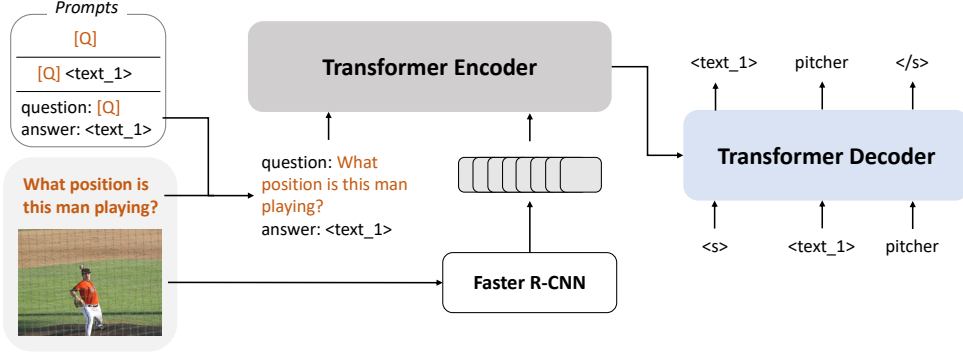 Prompts
[Q]
[Q] <text_1>
question: [Q]
answer: <text_1>
What position is
this man playing?
Transformer Encoder
question: What
position is this man
playing?
answer: <text_1>
Faster R-CNN
<text_1> pitcher </s>
Transformer Decoder
<s> <text_1> pitcher